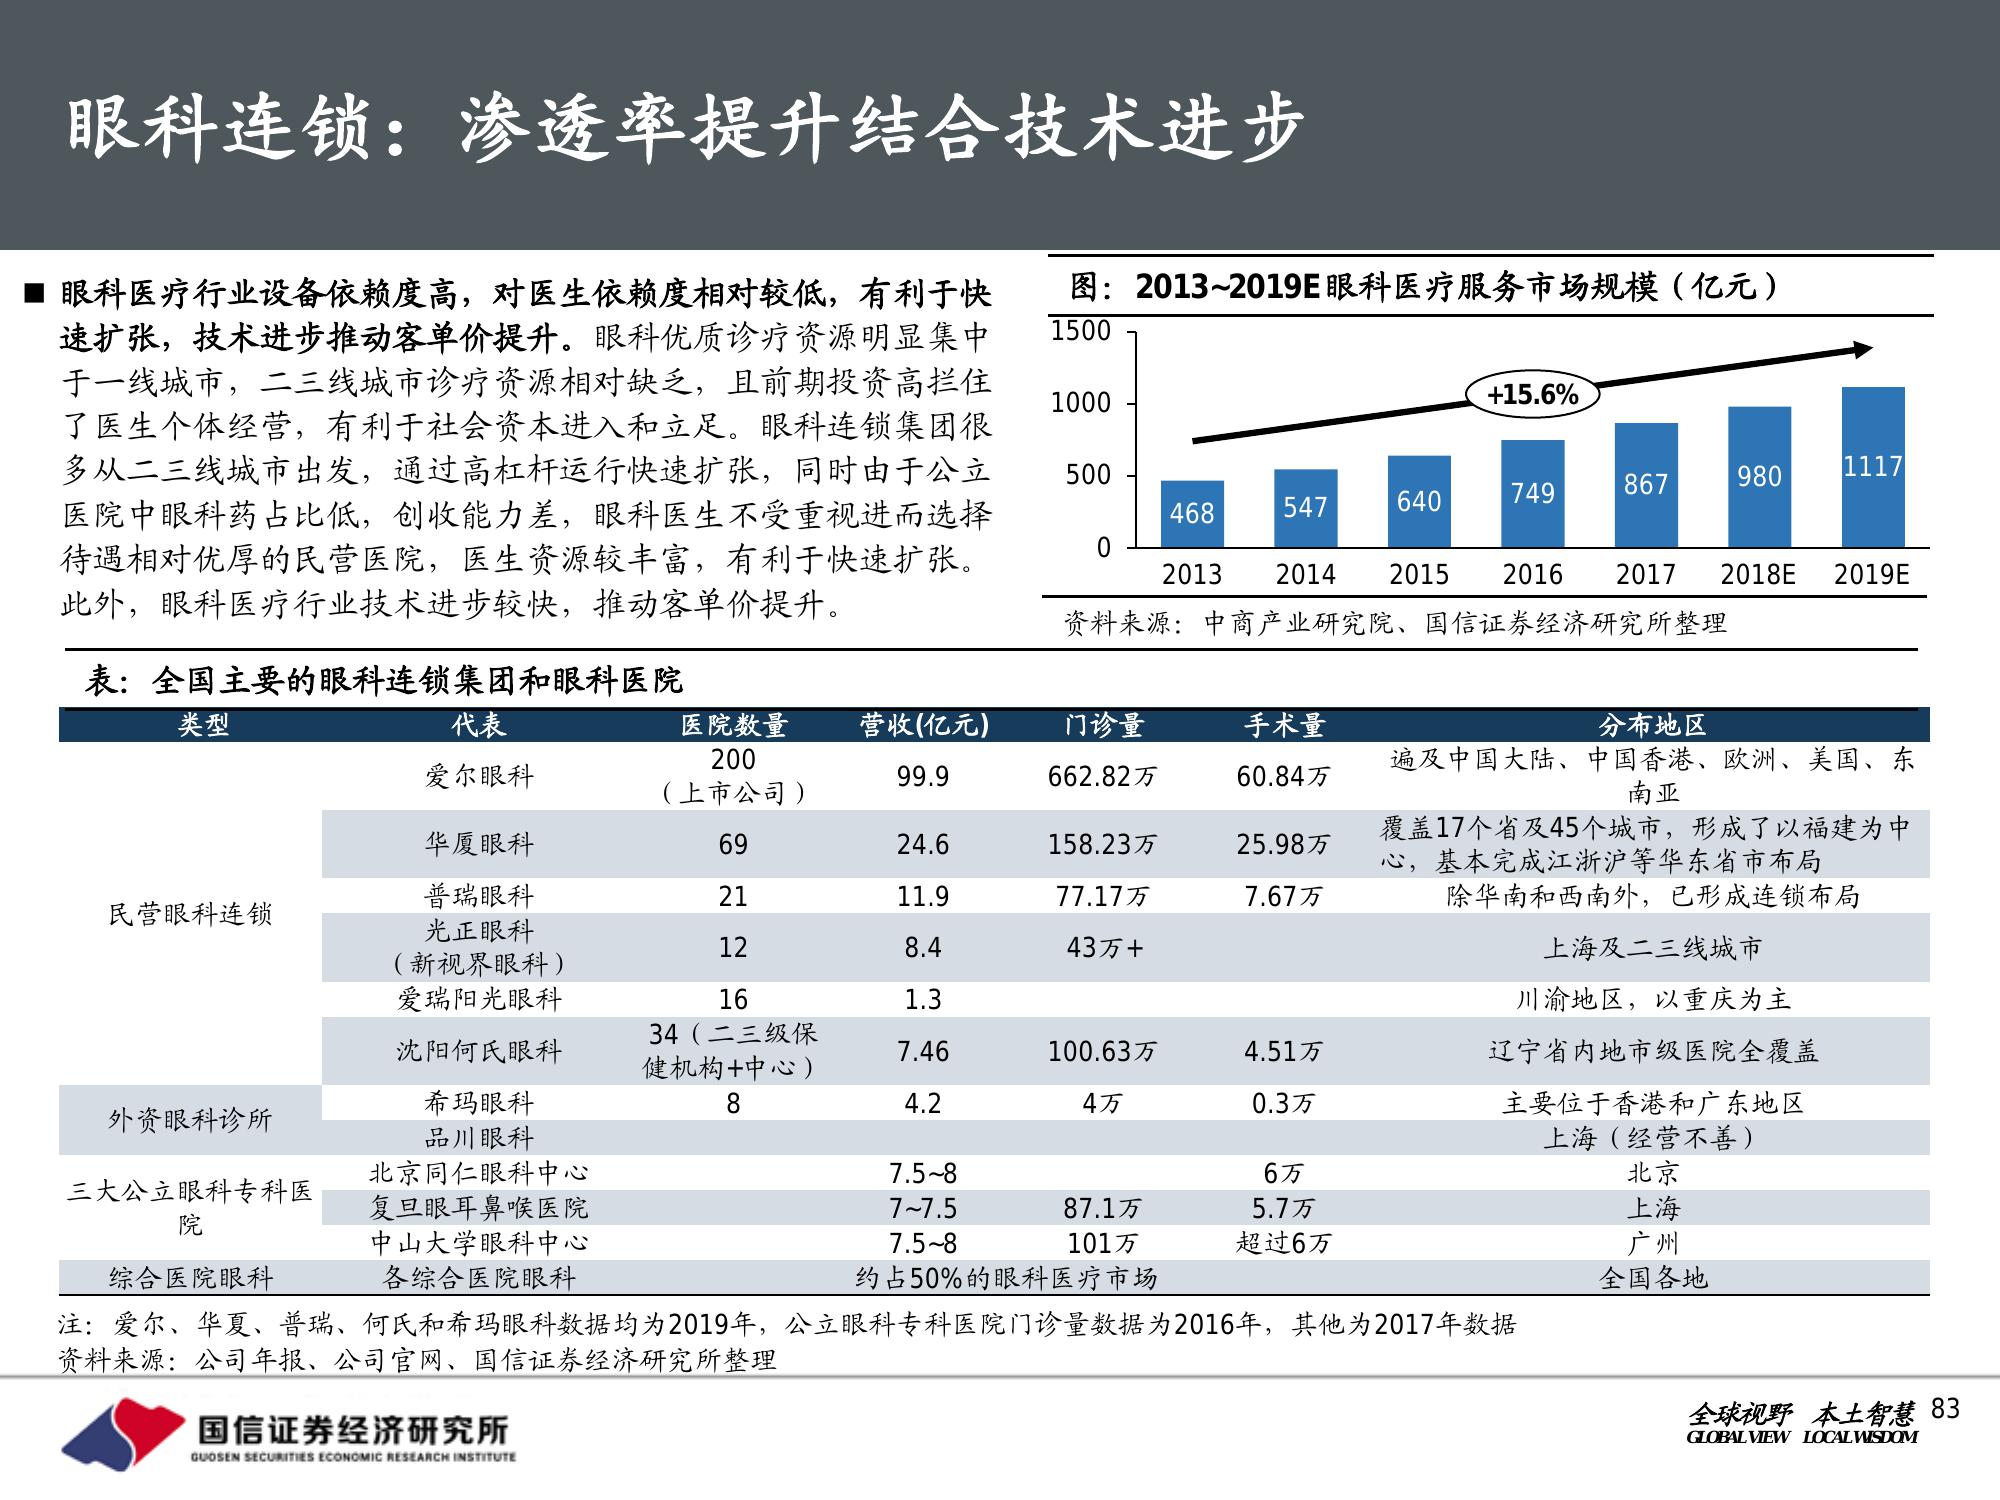 眼科连锁：渗透率提升结合技术进步
■ 眼科医疗行业设备依赖度高，对医生依赖度相对较低，有利于快
速扩张，技术进步推动客单价提升。眼科优质诊疗资源明显集中
于一线城市，二三线城市诊疗资源相对缺乏，且前期投资高拦住
了医生个体经营，有利于社会资本进入和立足。眼科连锁集团很
多从二三线城市出发，通过高杠杆运行快速扩张，同时由于公立
医院中眼科药占比低，创收能力差，眼科医生不受重视进而选择
待遇相对优厚的民营医院，医生资源较丰富，有利于快速扩张。
此外，眼科医疗行业技术进步较快，推动客单价提升。
图：2013~2019E眼科医疗服务市场规模（亿元）
1500
1000
500
0
+15.6%
468 547 640 749 867 980 1117
2013 2014 2015 2016 2017 2018E 2019E
资料来源：中商产业研究院、国信证券经济研究所整理
表：全国主要的眼科连锁集团和眼科医院
类型 代表 医院数量 营收(亿元) 门诊量 手术量 分布地区
民营眼科连锁
爱尔眼科 200（上市公司） 99.9 662.82万 60.84万 遍及中国大陆、中国香港、欧洲、美国、东
南亚
华厦眼科 69 24.6 158.23万 25.98万 覆盖17个省及45个城市，形成了以福建为中
心，基本完成江浙沪等华东省市布局
普瑞眼科 21 11.9 77.17万 7.67万 除华南和西南外，已形成连锁布局
光正眼科
（新视界眼科） 12 8.4 43万+ 上海及二三线城市
爱瑞阳光眼科 16 1.3 川渝地区，以重庆为主
沈阳何氏眼科 34（二三级保
健机构+中心） 7.46 100.63万 4.51万 辽宁省内地市级医院全覆盖
外资眼科诊所
希玛眼科 8 4.2 4万 0.3万 主要位于香港和广东地区
品川眼科 上海（经营不善）
三大公立眼科专科医
院
北京同仁眼科中心 7.5~8 6万 北京
复旦眼耳鼻喉医院 7~7.5 87.1万 5.7万 上海
中山大学眼科中心 7.5~8 101万 超过6万 广州
综合医院眼科 各综合医院眼科 约占50%的眼科医疗市场 全国各地
注：爱尔、华夏、普瑞、何氏和希玛眼科数据均为2019年，公立眼科专科医院门诊量数据为2016年，其他为2017年数据
资料来源：公司年报、公司官网、国信证券经济研究所整理
国信证券经济研究所
GUOSEN SECURITIES ECONOMIC RESEARCH INSTITUTE
全球视野 本土智慧
GLOBAL VIEW LOCAL WISDOM
83